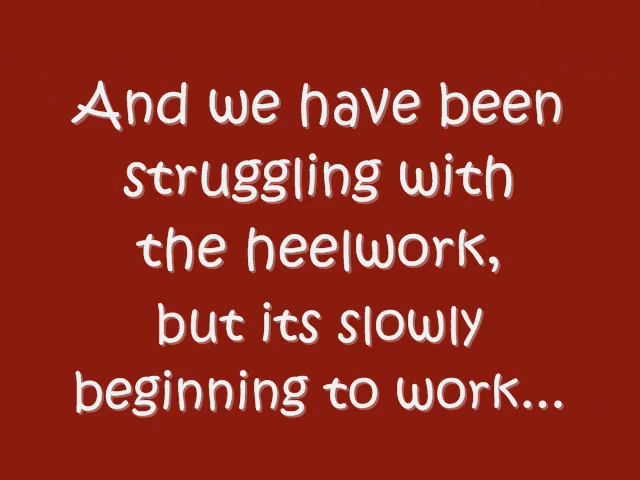 And we have been
struggling with
the heelwork,
but its slowly
beginning to work...